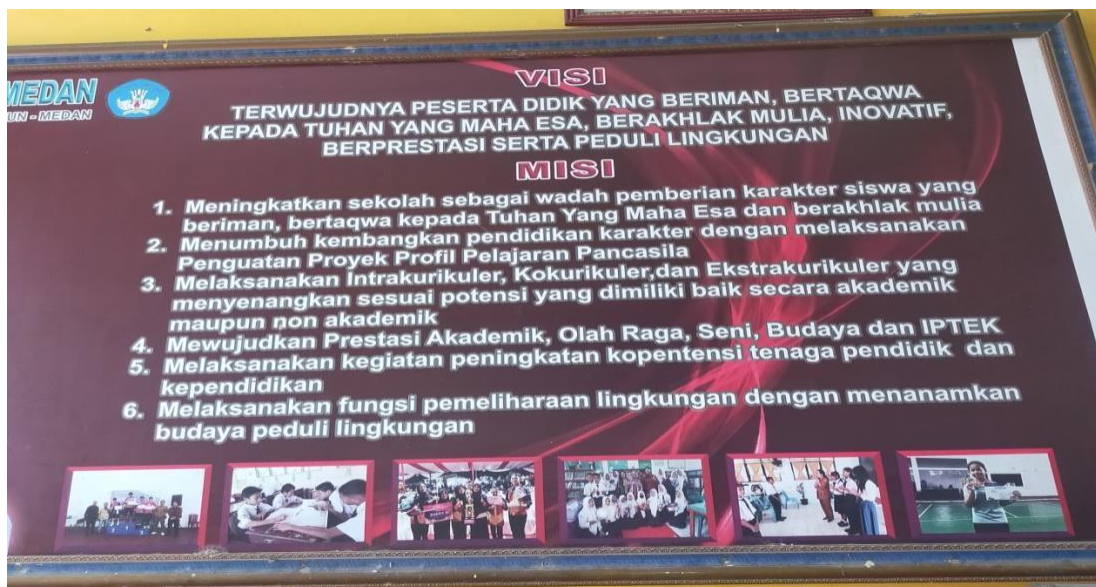 MEDAN
UN - MEDAN
VISI
TERWUJUDNYA PESERTA DIDIK YANG BERIMAN, BERTAQWA
KEPADA TUHAN YANG MAHA ESA, BERAKHLAK MULIA, INOVATIF,
BERPRESTASI SERTA PEDULI LINGKUNGAN
MISI
1. Meningkatkan sekolah sebagai wadah pemberian karakter siswa yang
beriman, bertaqwa kepada Tuhan Yang Maha Esa dan berakhlak mulia
2. Menumbuh kembangkan pendidikan karakter dengan melaksanakan
Penguatan Proyek Profil Pelajaran Pancasila
3. Melaksanakan Intrakurikuler, Kokurikuler,dan Ekstrakurikuler yang
menyenangkan sesuai potensi yang dimiliki baik secara akademik
maupun non akademik
4. Mewujudkan Prestasi Akademik, Olah Raga, Seni, Budaya dan IPTEK
5. Melaksanakan kegiatan peningkatan kopentensi tenaga pendidik dan
kependidikan
6. Melaksanakan fungsi pemeliharaan lingkungan dengan menanamkan
budaya peduli lingkungan